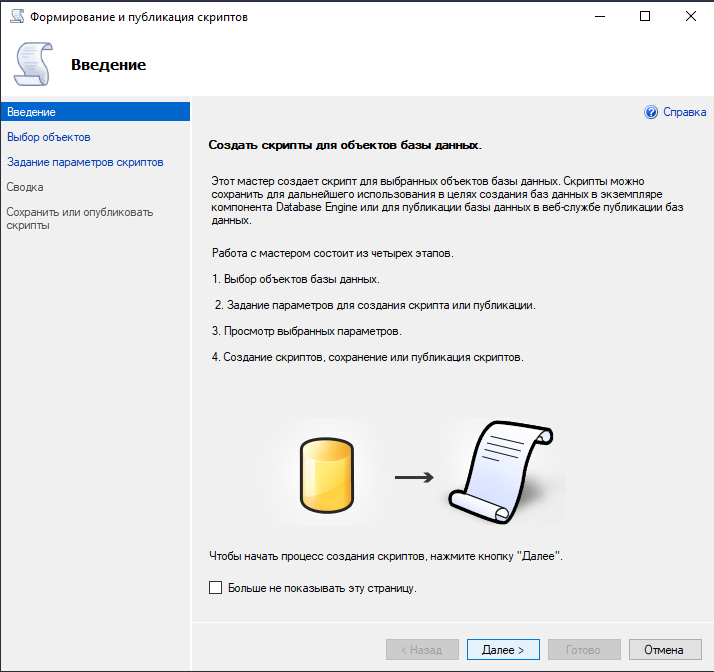 Формирование и публикация скриптов
Введение
Введение
Выбор объектов
Задание параметров скриптов
Сводка
Сохранить или опубликовать
скрипты
Справка
Создать скрипты для объектов базы данных.
Этот мастер создает скрипт для выбранных объектов базы данных. Скрипты можно
сохранить для дальнейшего использования в целях создания баз данных в экземпляре
компонента Database Engine или для публикации базы данных в веб-службе публикации баз
данных.
Работа с мастером состоит из четырех этапов.
1. Выбор объектов базы данных.
2. Задание параметров для создания скрипта или публикации.
3. Просмотр выбранных параметров.
4. Создание скриптов, сохранение или публикация скриптов.
Чтобы начать процесс создания скриптов, нажмите кнопку "Далее".
Больше не показывать эту страницу.
< Назад
Далее >
Готово
Отмена